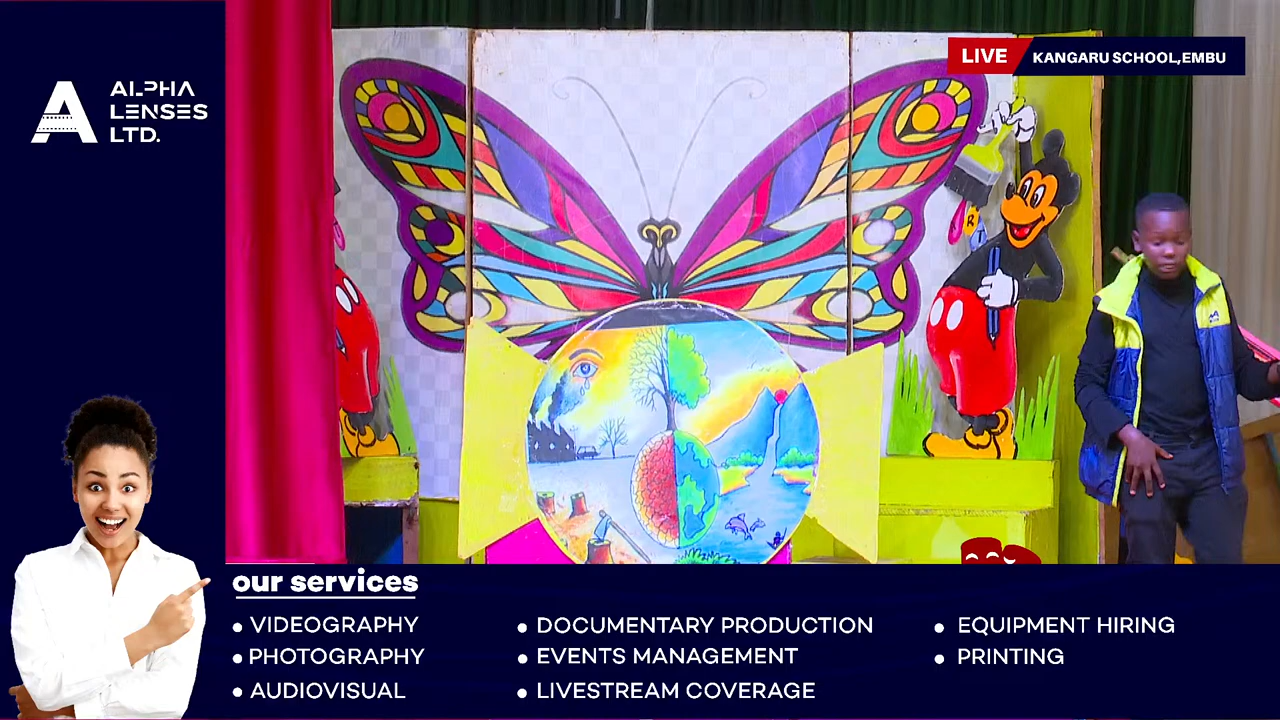 ALPHA
LENSES
LTD.
LIVE
KANGARU SCHOOL,EMBU
R
our services
• VIDEOGRAPHY
• PHOTOGRAPHY
• AUDIOVISUAL
• DOCUMENTARY PRODUCTION
• EVENTS MANAGEMENT
• LIVESTREAM COVERAGE
• EQUIPMENT HIRING
• PRINTING